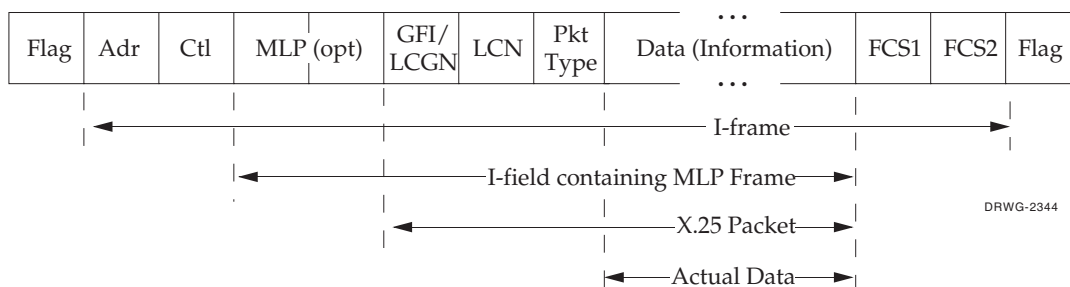 ...
Flag Adr Ctl MLP (opt) GFI/ LCGN LCN Pkt Type Data (Information) FCS1 FCS2 Flag
...
I-frame
I-field containing MLP Frame
DRWG-2344
X.25 Packet
Actual Data